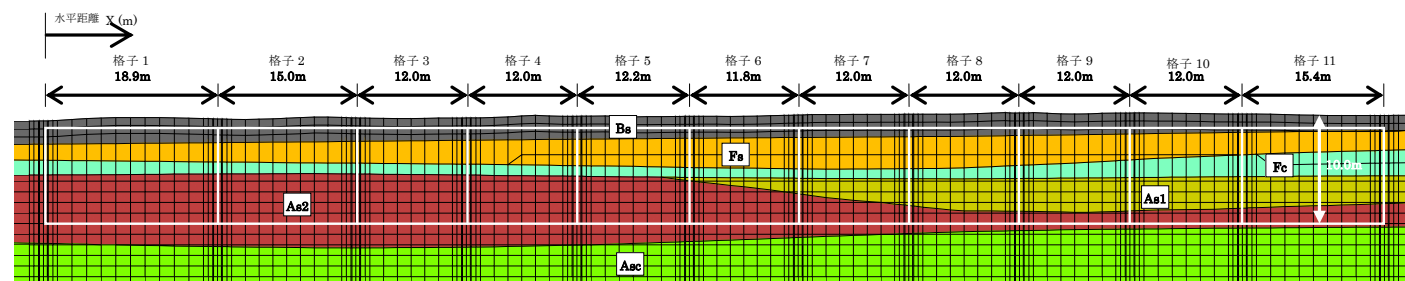 水平距離 X (m)
格子 1
18.9m
格子 2
15.0m
格子 3
12.0m
格子 4
12.0m
格子 5
12.2m
格子 6
11.8m
格子 7
12.0m
格子 8
12.0m
格子 9
12.0m
格子 10
12.0m
格子 11
15.4m
Bs
Fs
Fc
10.0m
As2
As1
Asc